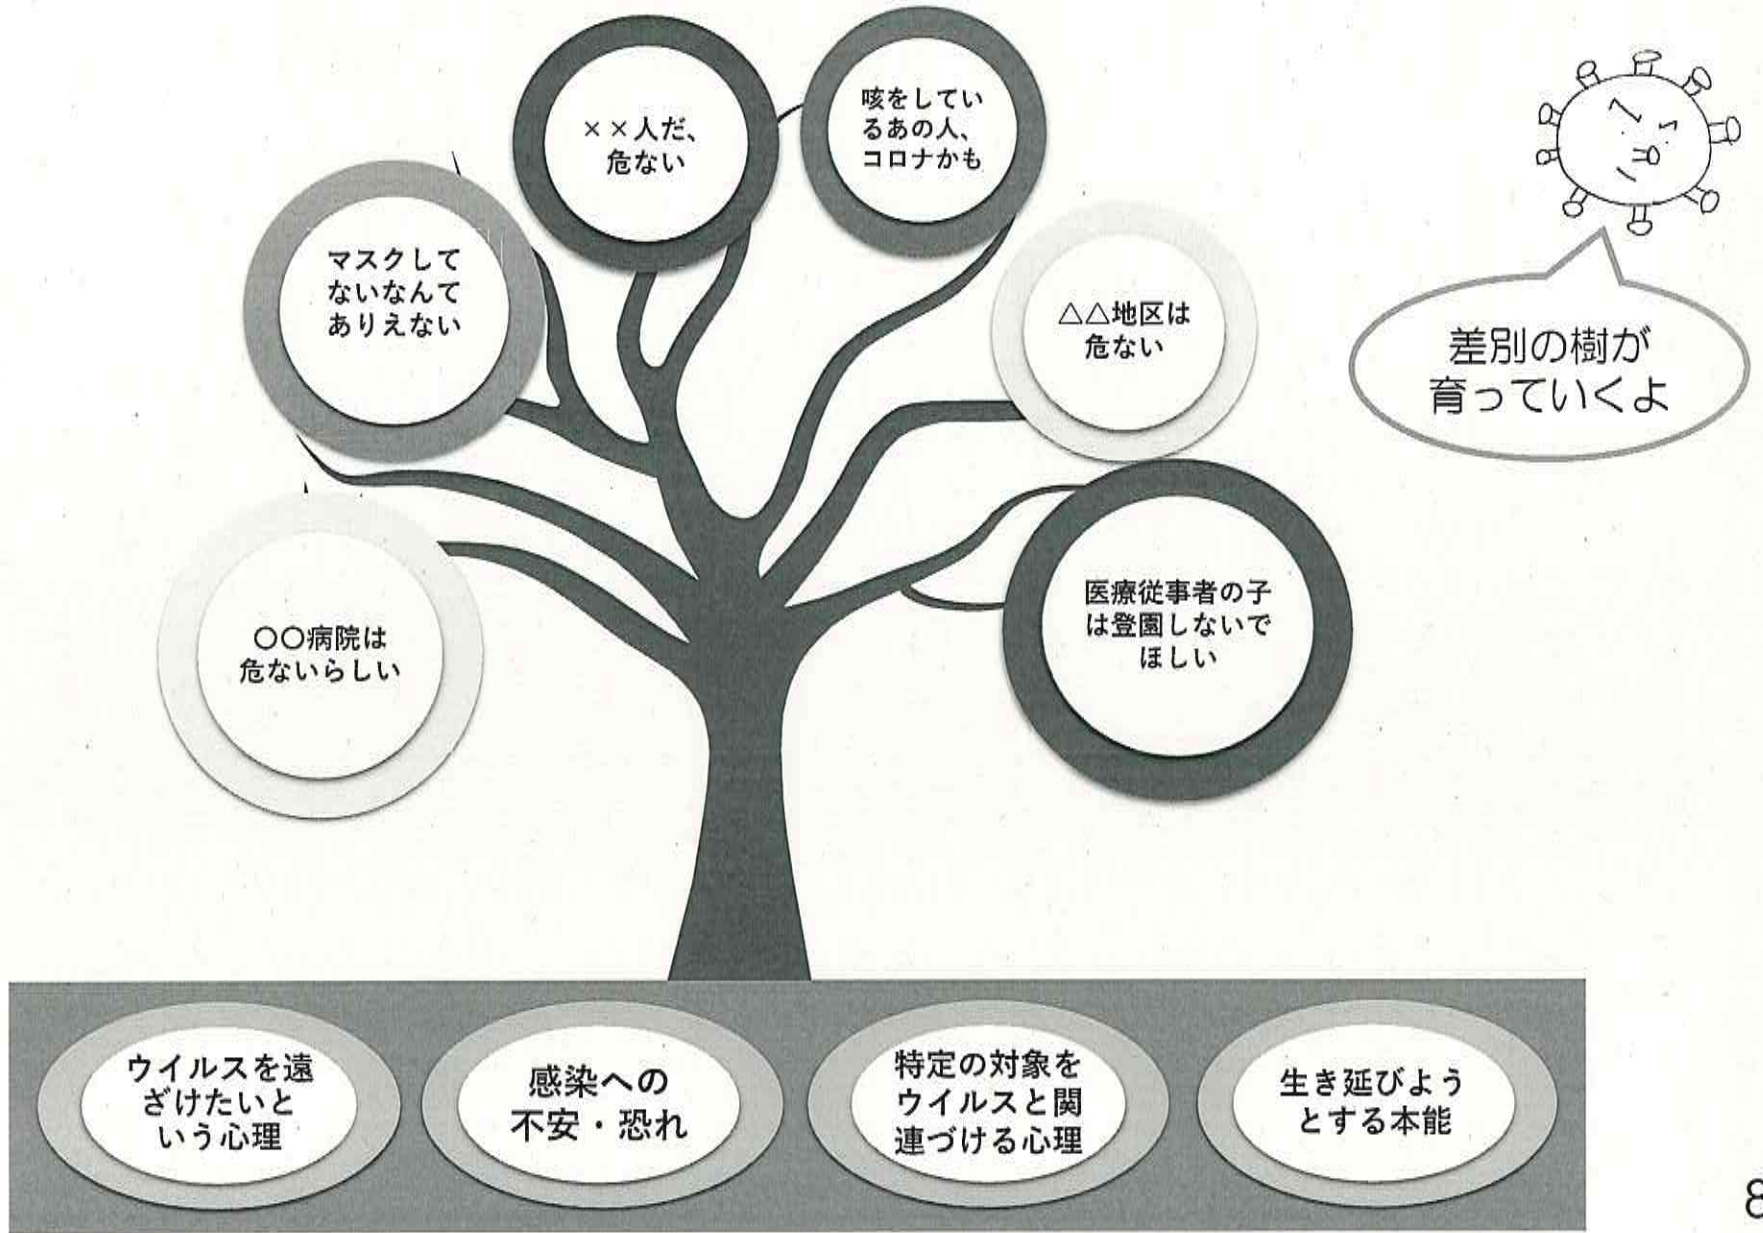 ××人だ、
危ない
咳をしてい
るあの人、
コロナかも
マスクして
ないなんて
ありえない
△△地区は
危ない
差別の樹が
育っていくよ
〇〇病院は
危ないらしい
医療従事者の子
は登園しないで
ほしい
ウイルスを遠
ざけたいと
いう心理
感染への
不安・恐れ
特定の対象を
ウイルスと関
連づける心理
生き延びよう
とする本能
8